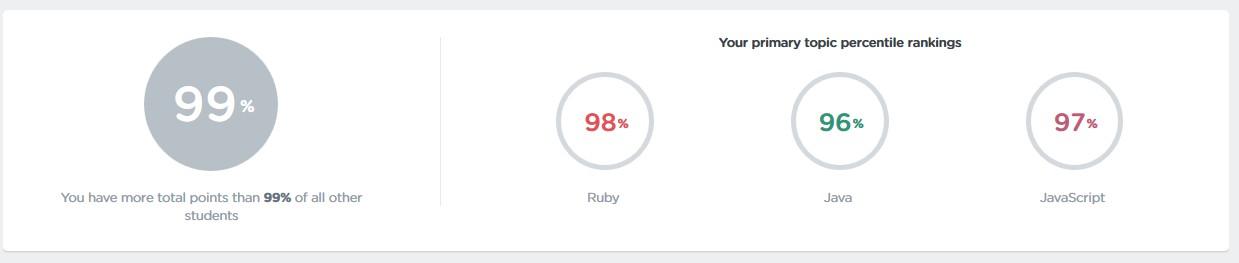 99%
You have more total points than 99% of all other
students
Your primary topic percentile rankings
98%
Ruby
96%
Java
97%
JavaScript